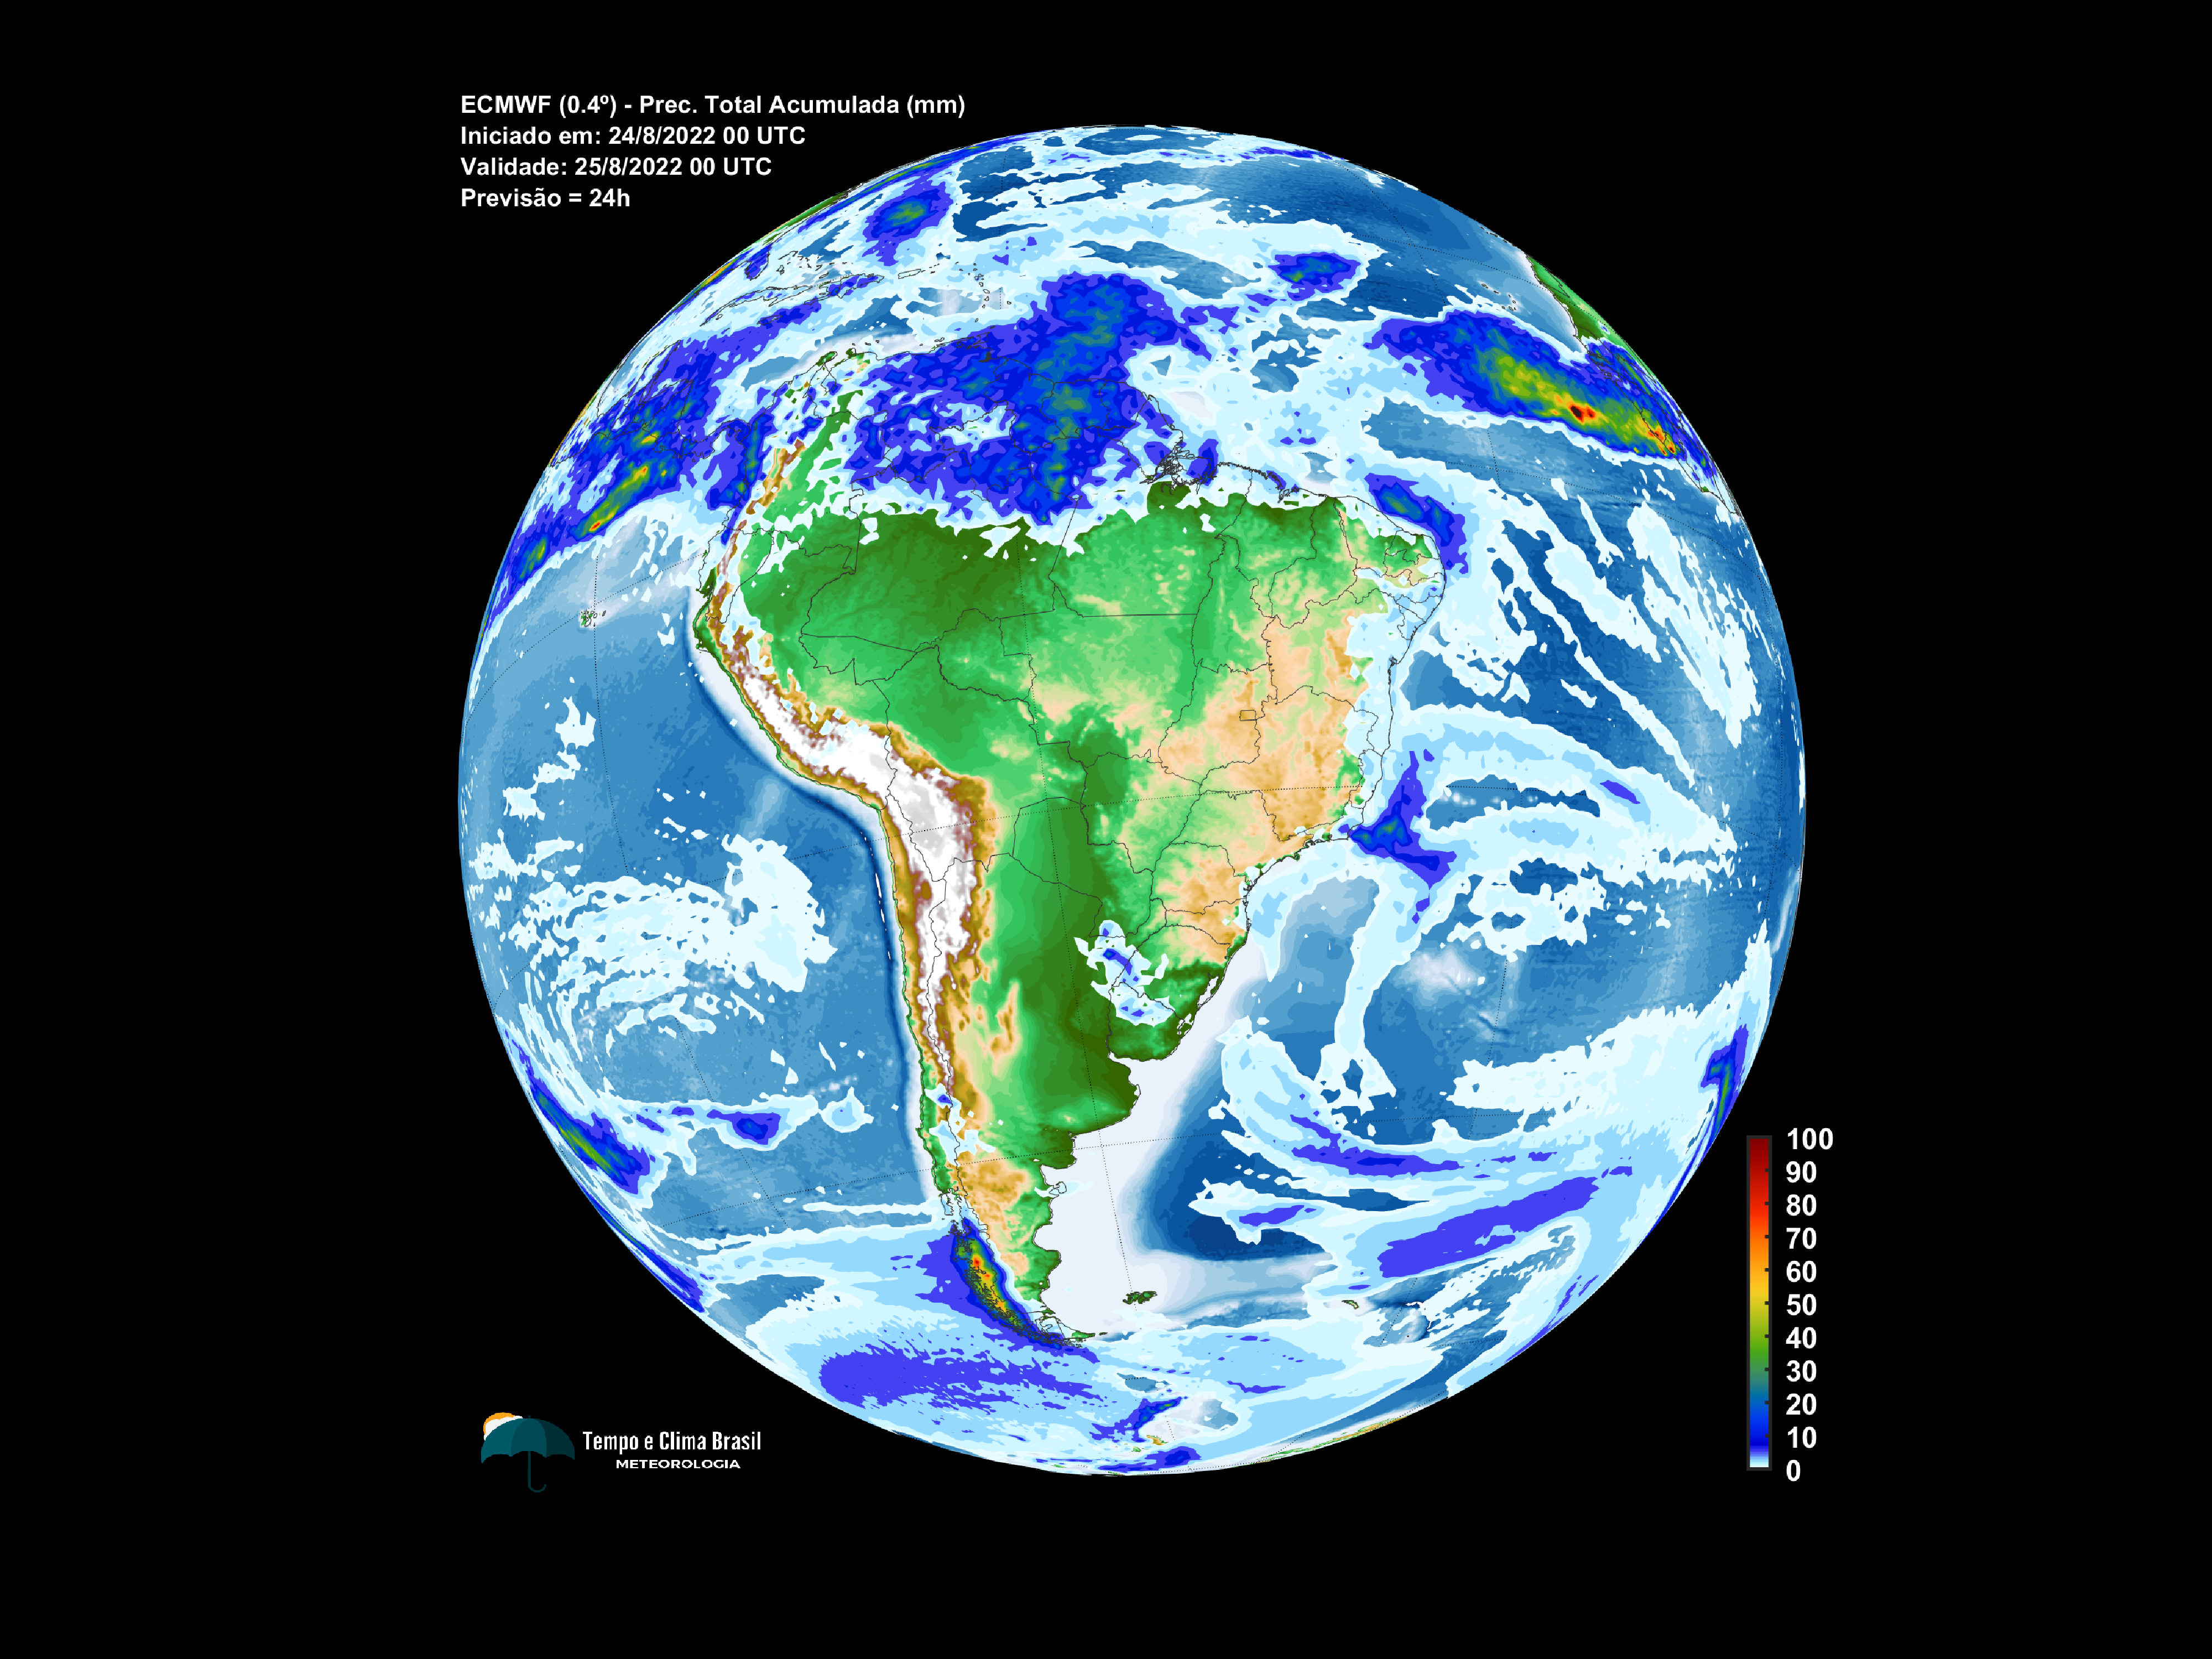 ECMWF (0.4º) - Prec. Total Acumulada (mm)
Iniciado em: 24/8/2022 00 UTC
Validade: 25/8/2022 00 UTC
Previsão = 24h
100
90
80
70
60
50
40
30
20
10
0
Tempo e Clima Brasil
METEOROLOGIA